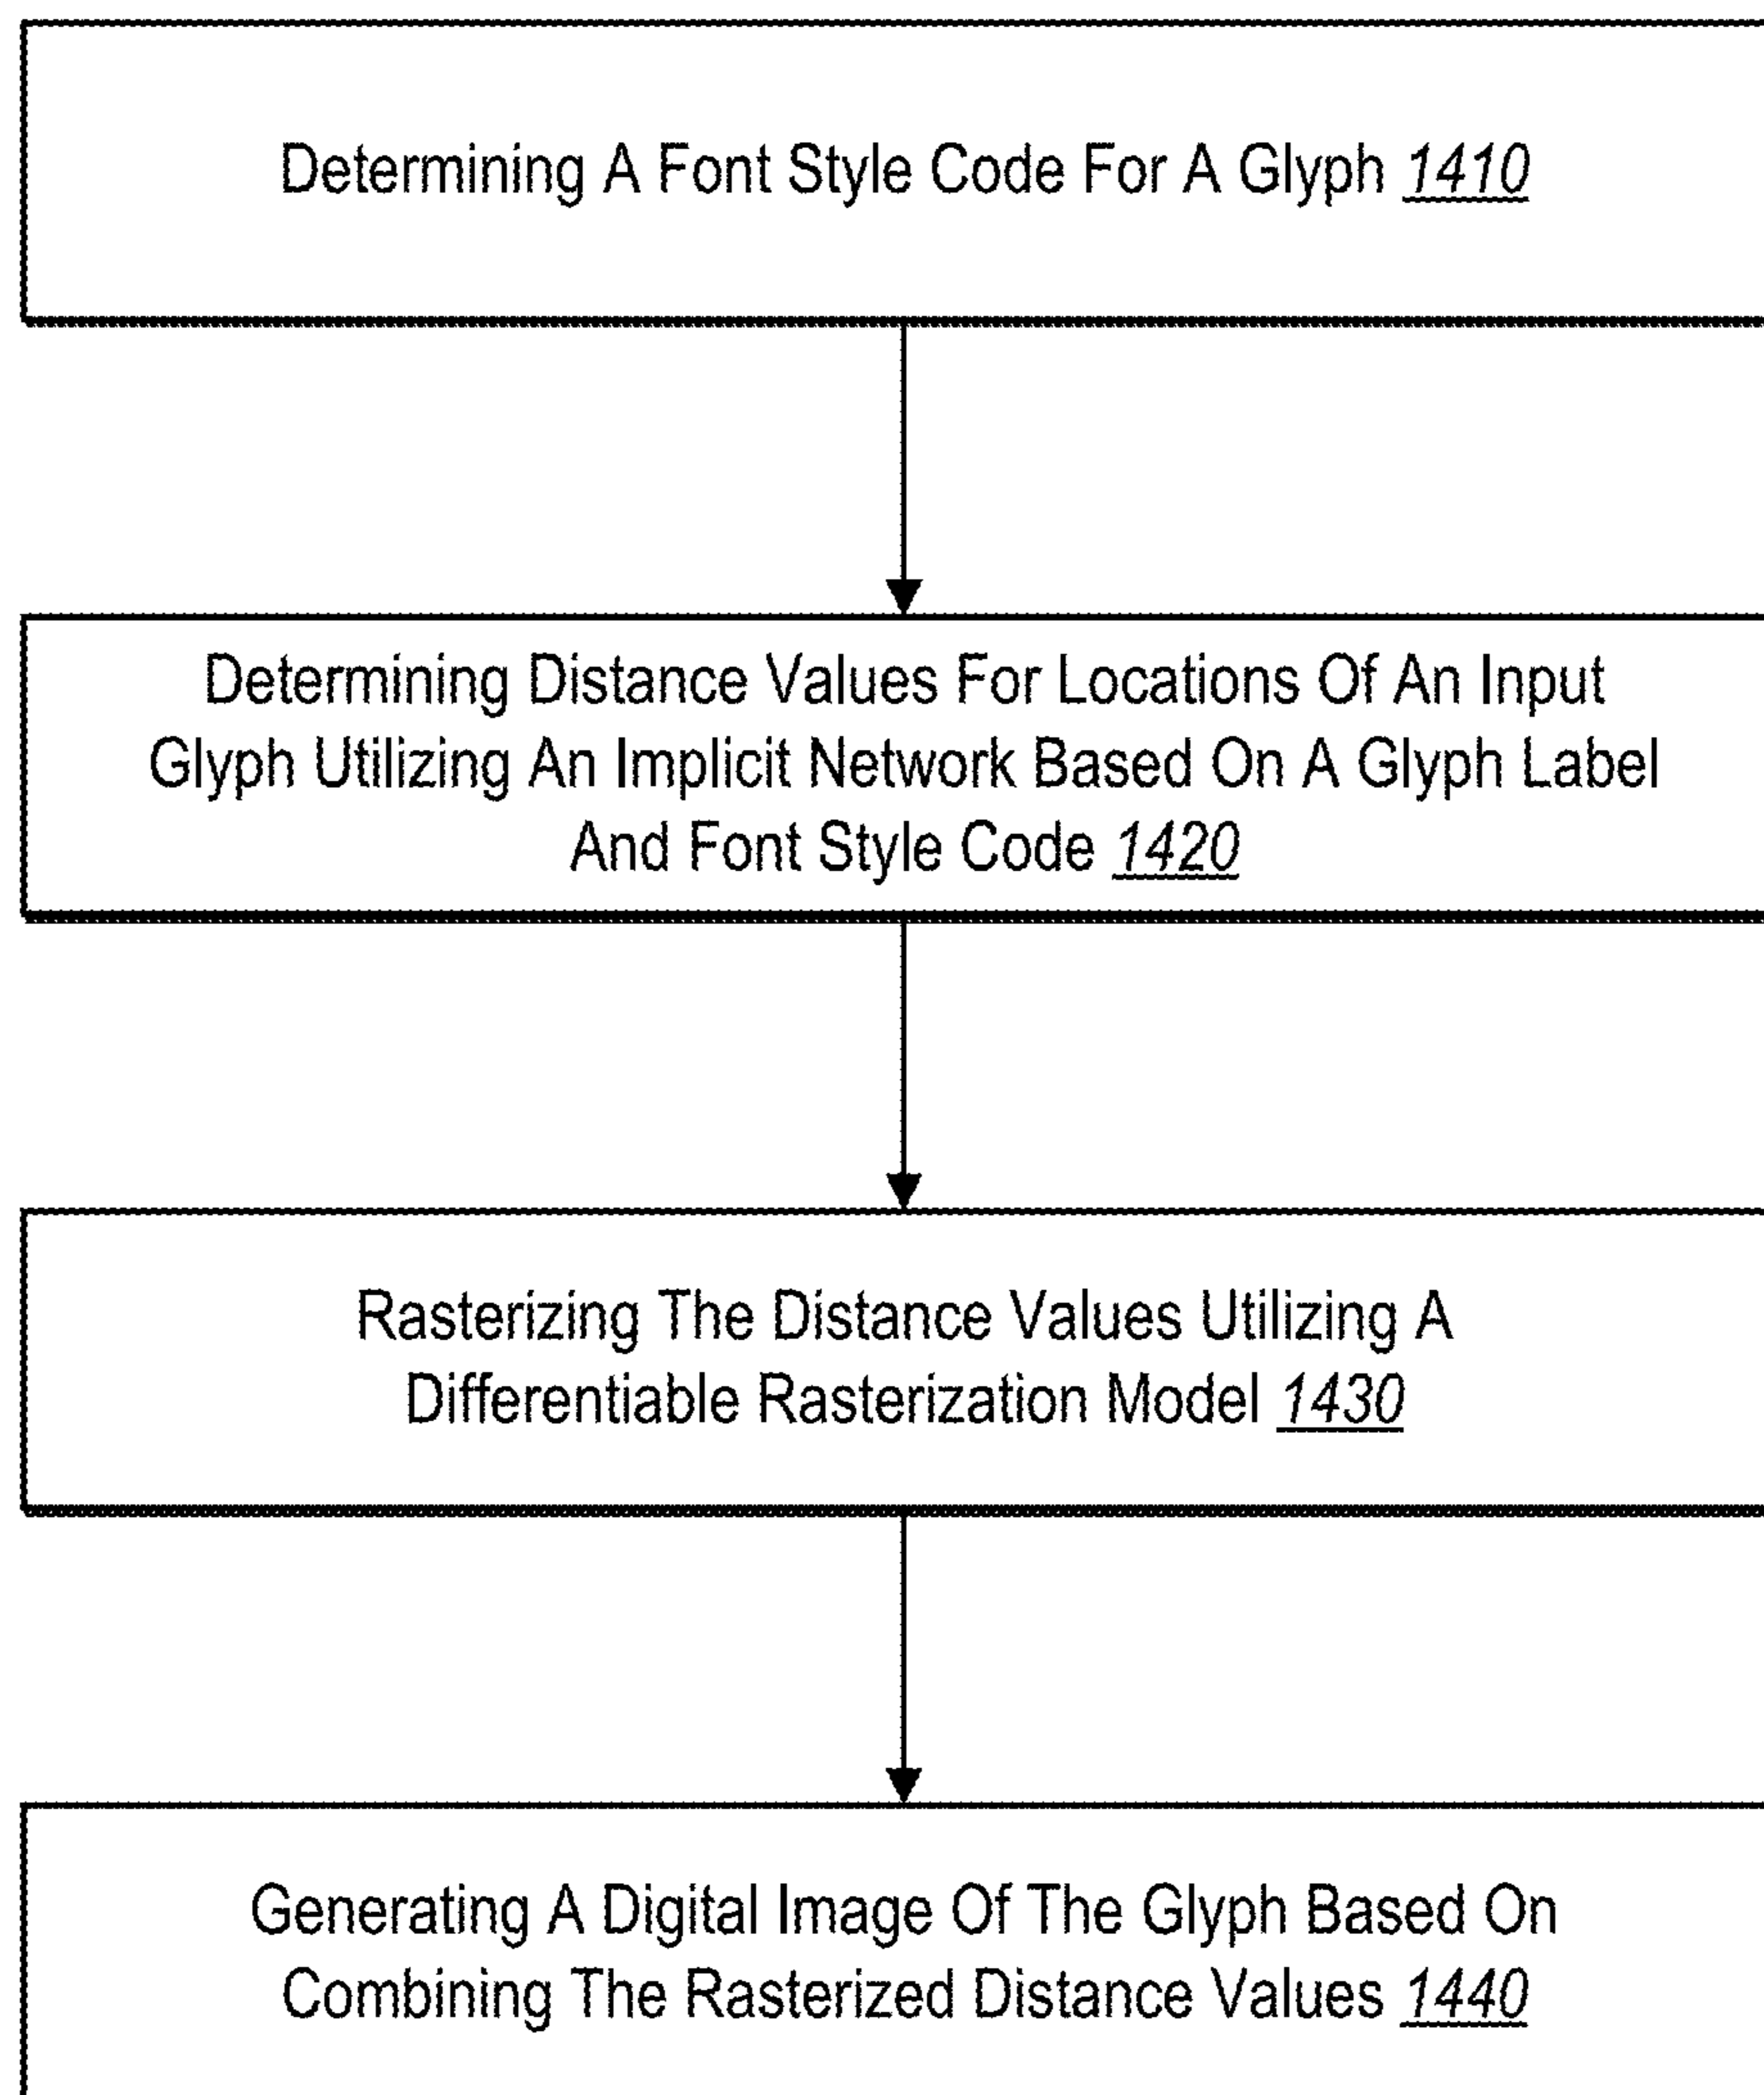 Determining A Font Style Code For A Glyph 1410
Determining Distance Values For Locations Of An Input
Glyph Utilizing An Implicit Network Based On A Glyph Label
And Font Style Code 1420
Rasterizing The Distance Values Utilizing A
Differentiable Rasterization Model 1430
Generating A Digital Image Of The Glyph Based On
Combining The Rasterized Distance Values 1440